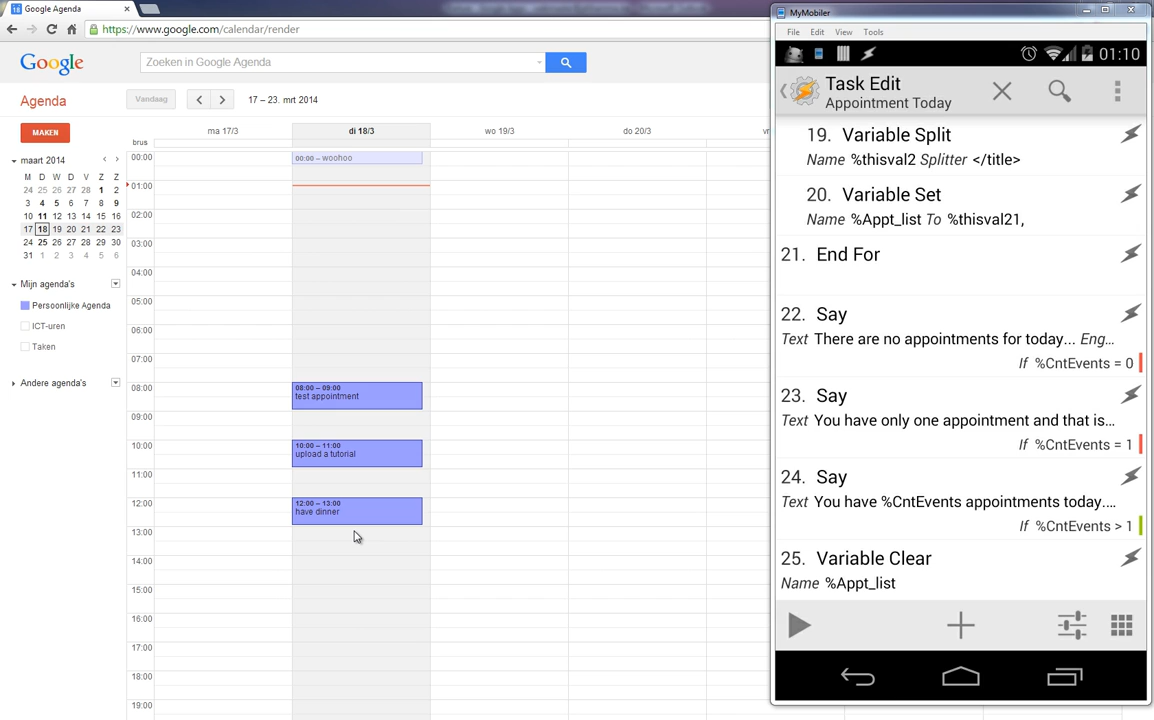 Google Agenda
https://www.google.com/calendar/render
Google
Zoeken in Google Agenda
Agenda
Vandaag
17 – 23. mrt 2014
MAKEN
maart 2014
M D W D V Z Z
24 25 26 27 28 1 2
3 4 5 6 7 8 9
10 11 12 13 14 15 16
17 18 19 20 21 22 23
24 25 26 27 28 29 30
31 1 2 3 4 5 6
Mijn agenda's
Persoonlijke Agenda
ICT-uren
Taken
Andere agenda's
ma 17/3
di 18/3
wo 19/3
do 20/3
brus
00:00
01:00
02:00
03:00
04:00
05:00
06:00
07:00
08:00
09:00
10:00
11:00
12:00
13:00
14:00
15:00
16:00
17:00
18:00
19:00
00:00 – woohoo
08:00 – 09:00
test appointment
10:00 – 11:00
upload a tutorial
12:00 – 13:00
have dinner
MyMobiler
File Edit View Tools
01:10
Task Edit
Appointment Today
19. Variable Split
Name %thisval2 Splitter </title>
20. Variable Set
Name %Appt_list To %thisval21,
21. End For
22. Say
Text There are no appointments for today... Eng...
If %CntEvents = 0
23. Say
Text You have only one appointment and that is...
If %CntEvents = 1
24. Say
Text You have %CntEvents appointments today....
If %CntEvents > 1
25. Variable Clear
Name %Appt_list